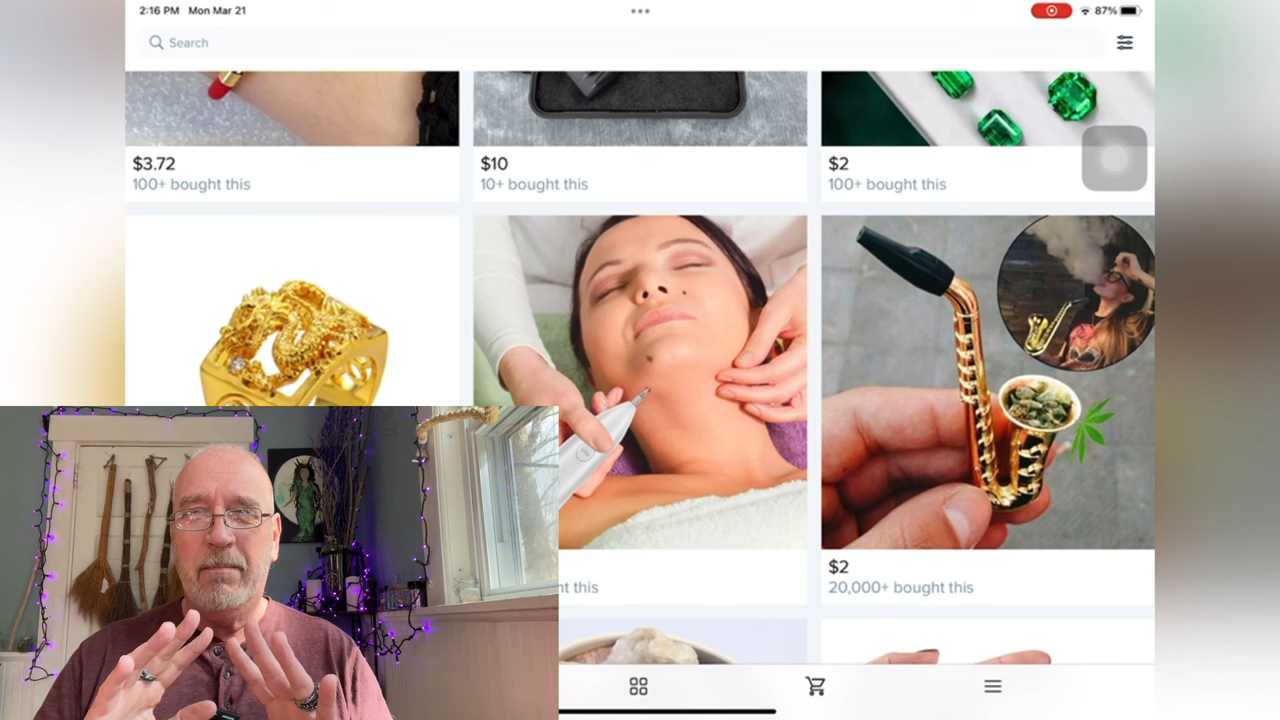 2:16 PM Mon Mar 21
87%
Search
$3.72
100+ bought this
$10
10+ bought this
$2
100+ bought this
nt this
$2
20,000+ bought this